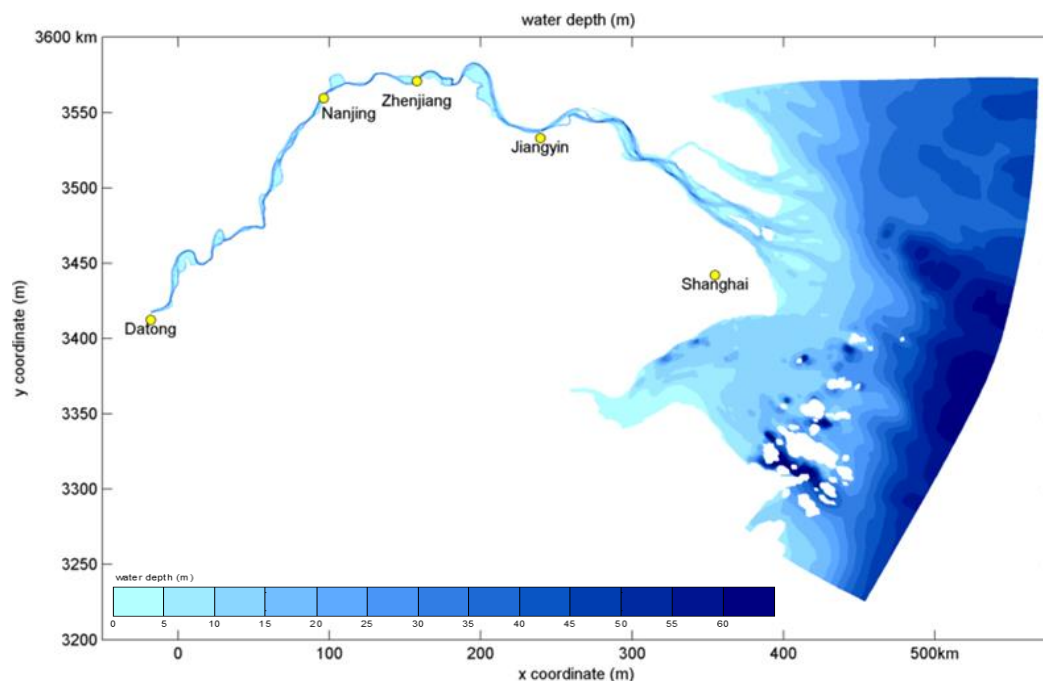 water depth (m)
3600 km
3550
3500
3450
3400
3350
3300
3250
3200
y coordinate (m)
Nanjing
Zhenjiang
Jiangyin
Shanghai
Datong
water depth (m)
0 5 10 15 20 25 30 35 40 45 50 55 60
0 100 200 300 400 500km
x coordinate (m)